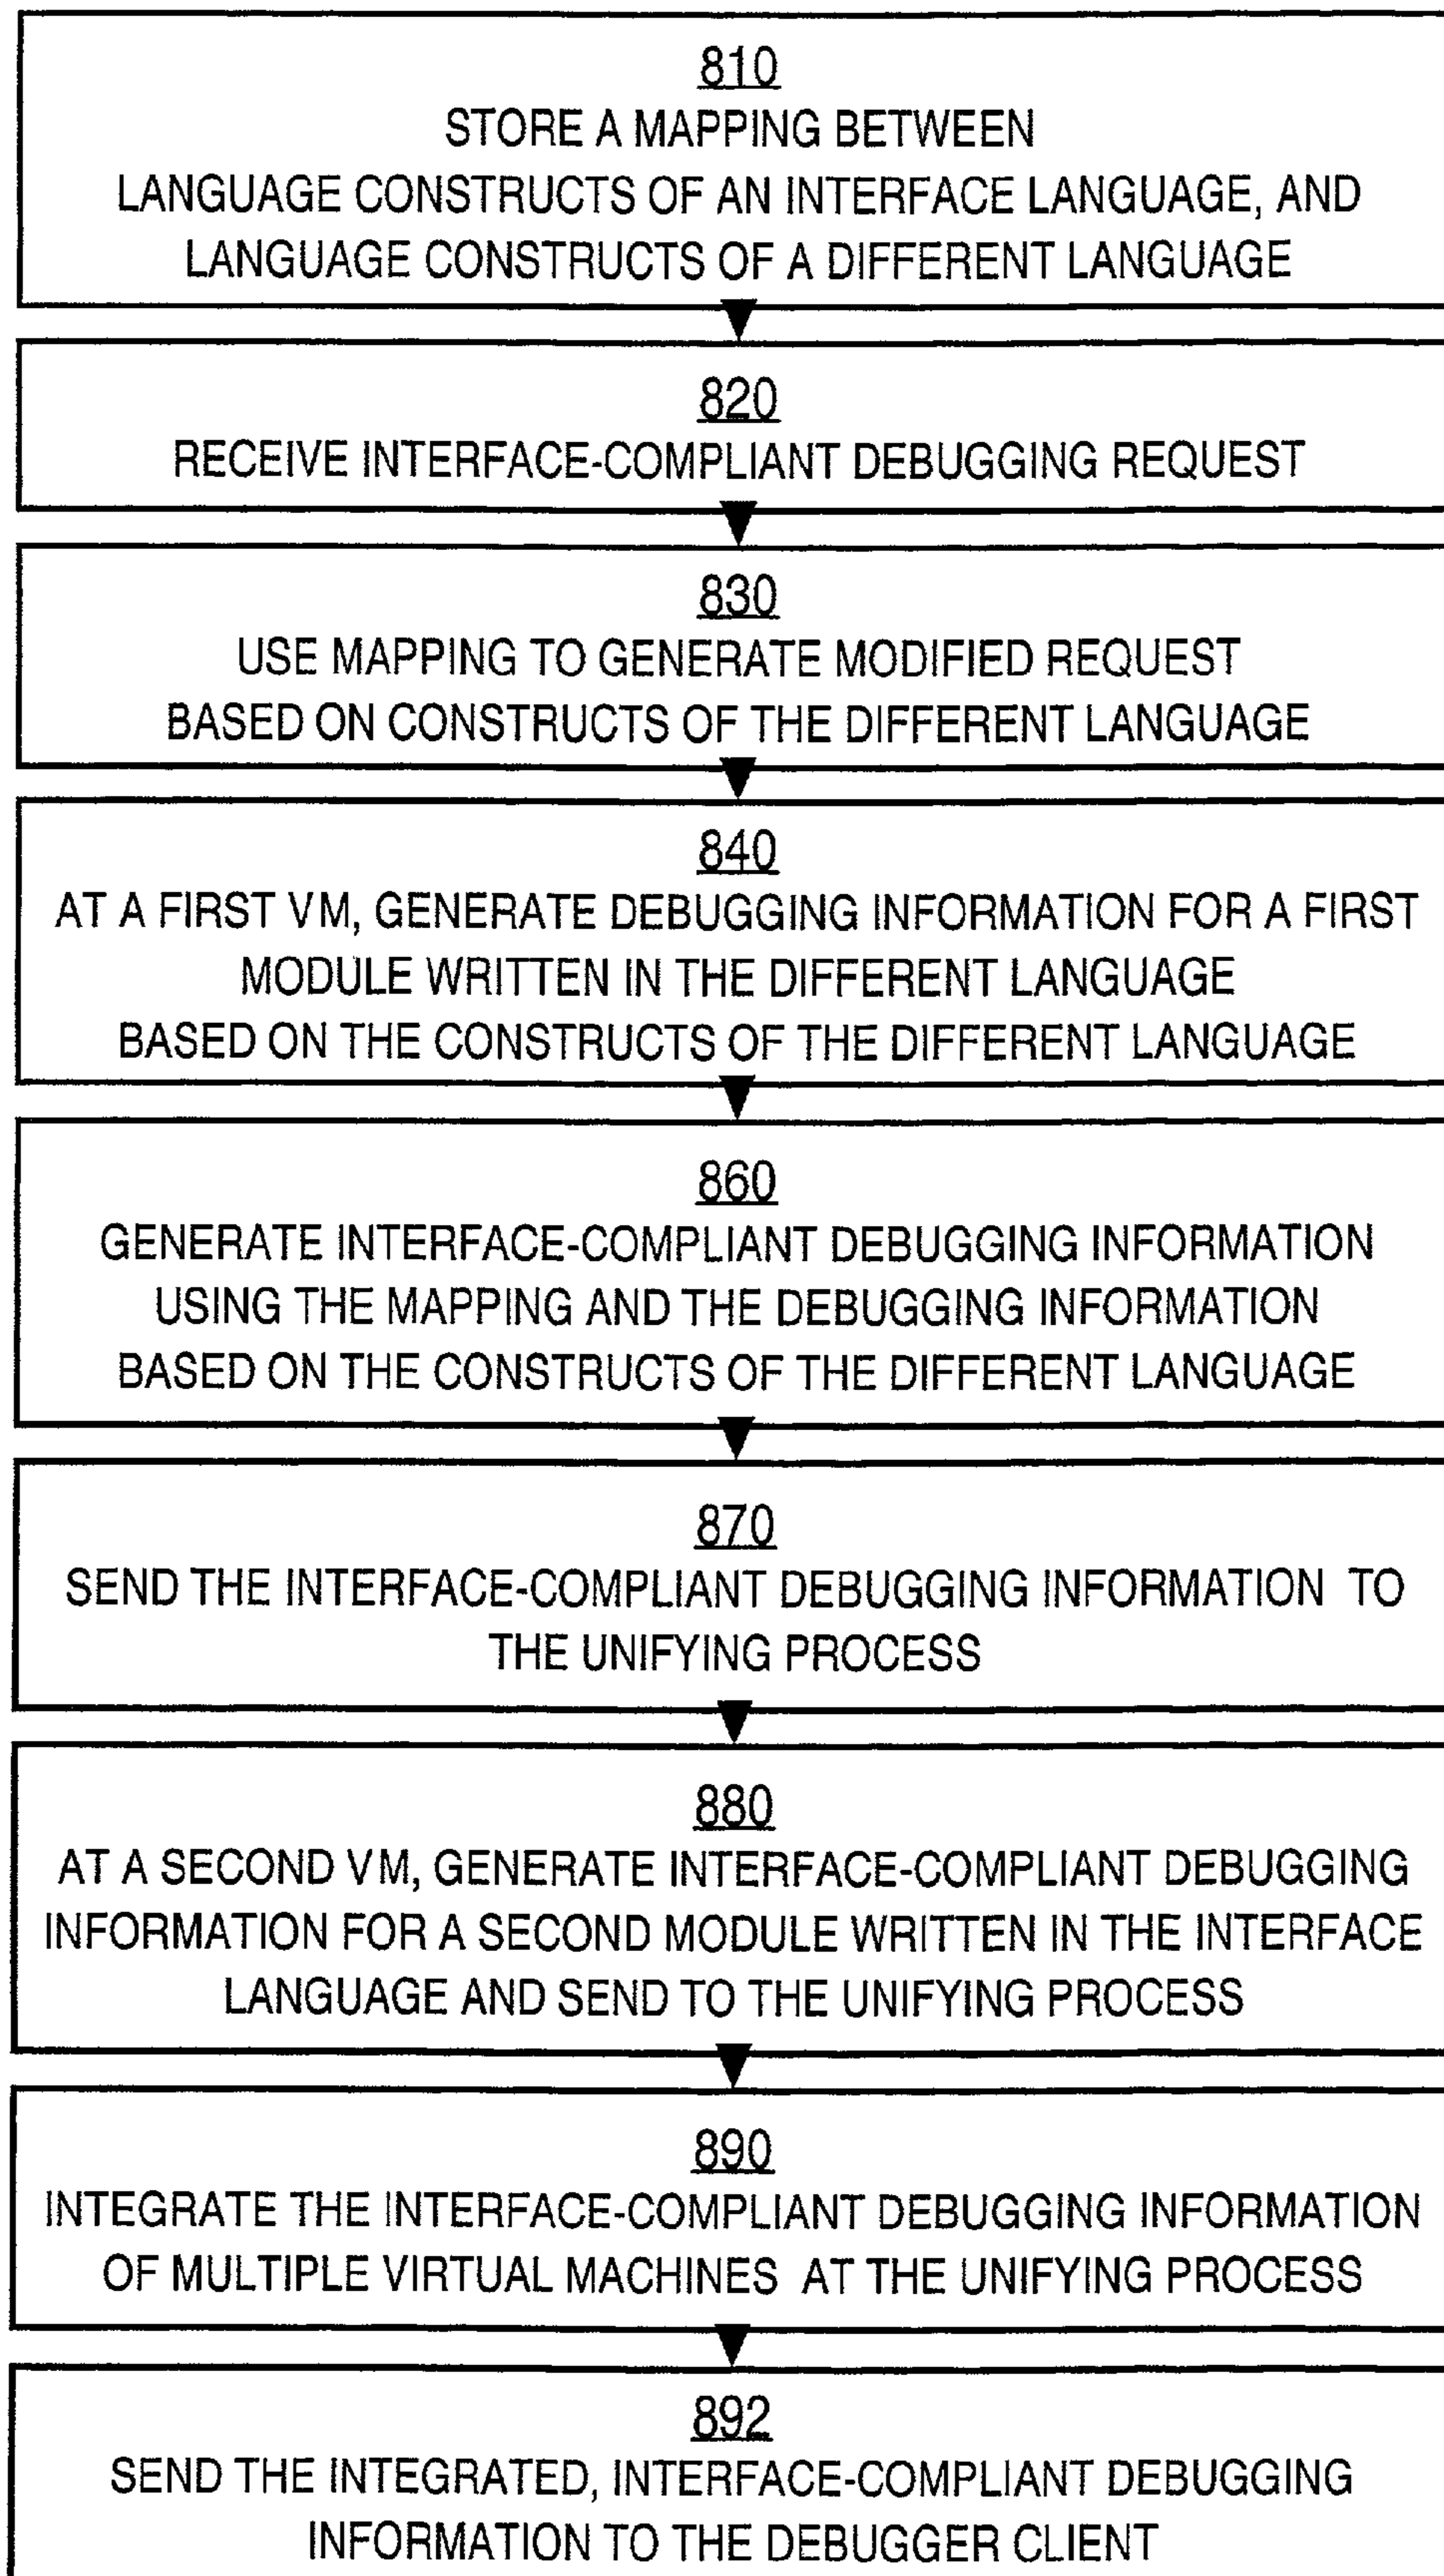 810
STORE A MAPPING BETWEEN
LANGUAGE CONSTRUCTS OF AN INTERFACE LANGUAGE, AND
LANGUAGE CONSTRUCTS OF A DIFFERENT LANGUAGE
820
RECEIVE INTERFACE-COMPLIANT DEBUGGING REQUEST
830
USE MAPPING TO GENERATE MODIFIED REQUEST
BASED ON CONSTRUCTS OF THE DIFFERENT LANGUAGE
840
AT A FIRST VM, GENERATE DEBUGGING INFORMATION FOR A FIRST
MODULE WRITTEN IN THE DIFFERENT LANGUAGE
BASED ON THE CONSTRUCTS OF THE DIFFERENT LANGUAGE
860
GENERATE INTERFACE-COMPLIANT DEBUGGING INFORMATION
USING THE MAPPING AND THE DEBUGGING INFORMATION
BASED ON THE CONSTRUCTS OF THE DIFFERENT LANGUAGE
870
SEND THE INTERFACE-COMPLIANT DEBUGGING INFORMATION TO
THE UNIFYING PROCESS
880
AT A SECOND VM, GENERATE INTERFACE-COMPLIANT DEBUGGING
INFORMATION FOR A SECOND MODULE WRITTEN IN THE INTERFACE
LANGUAGE AND SEND TO THE UNIFYING PROCESS
890
INTEGRATE THE INTERFACE-COMPLIANT DEBUGGING INFORMATION
OF MULTIPLE VIRTUAL MACHINES AT THE UNIFYING PROCESS
892
SEND THE INTEGRATED, INTERFACE-COMPLIANT DEBUGGING
INFORMATION TO THE DEBUGGER CLIENT